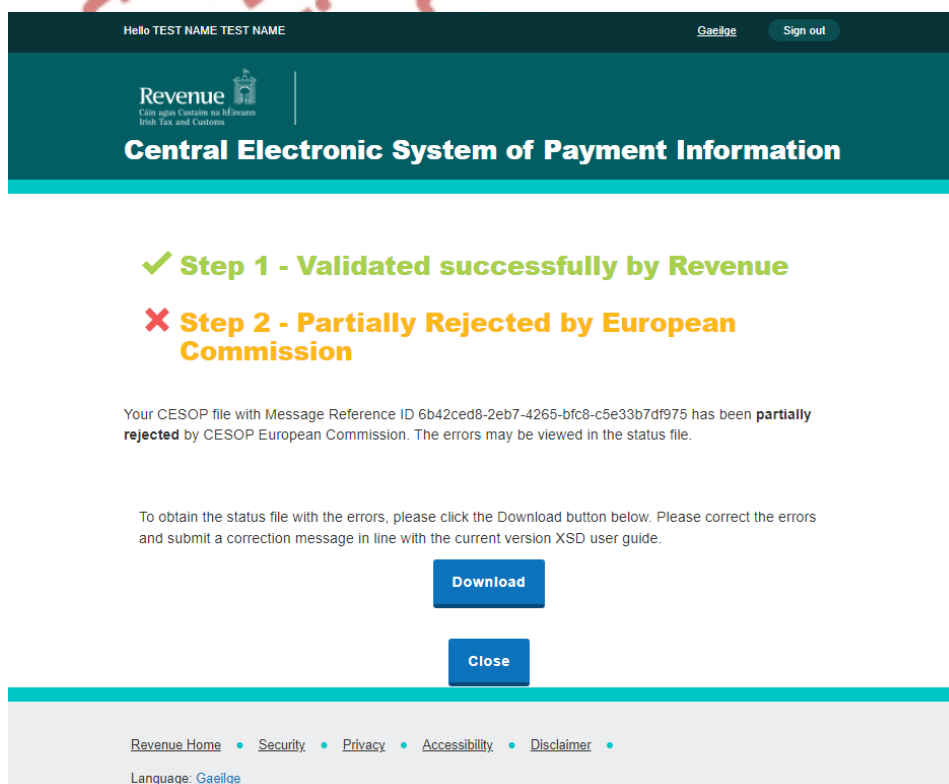 Hello TEST NAME TEST NAME
Gaeilge
Sign out
Revenue
Cáin agus Custaim na hÉireann
Irish Tax and Customs
Central Electronic System of Payment Information
Step 1 - Validated successfully by Revenue
Step 2 - Partially Rejected by European
Commission
Your CESOP file with Message Reference ID 6b42ced8-2eb7-4265-bfc8-c5e33b7df975 has been partially
rejected by CESOP European Commission. The errors may be viewed in the status file.
To obtain the status file with the errors, please click the Download button below. Please correct the errors
and submit a correction message in line with the current version XSD user guide.
Download
Close
Revenue Home • Security • Privacy • Accessibility • Disclaimer •
Language: Gaeilge